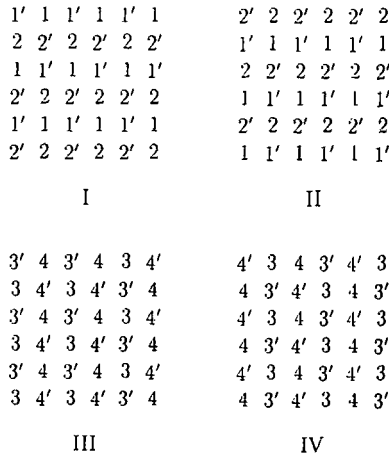 1′ 1 1′ 1 1′ 1 2′ 2 2′ 2 2′ 2
2 2′ 2 2′ 2 2′ 1′ 1 1′ 1 1′ 1
1 1′ 1 1′ 1 1′ 2 2′ 2 2′ 2 2′
2′ 2 2′ 2 2′ 2 1 1′ 1 1′ 1 1′
1′ 1 1′ 1 1′ 1 2′ 2 2′ 2 2′ 2
2′ 2 2′ 2 2′ 2 1 1′ 1 1′ 1 1′
I II
3′ 4 3′ 4 3 4′ 4′ 3 4 3′ 4′ 3
3 4′ 3 4′ 3′ 4 4 3′ 4′ 3 4 3′
3′ 4 3′ 4 3 4′ 4′ 3 4 3′ 4′ 3
3 4′ 3 4′ 3′ 4 4 3′ 4′ 3 4 3′
3′ 4 3′ 4 3 4′ 4′ 3 4 3′ 4′ 3
3 4′ 3 4′ 3′ 4 4 3′ 4′ 3 4 3′
III IV